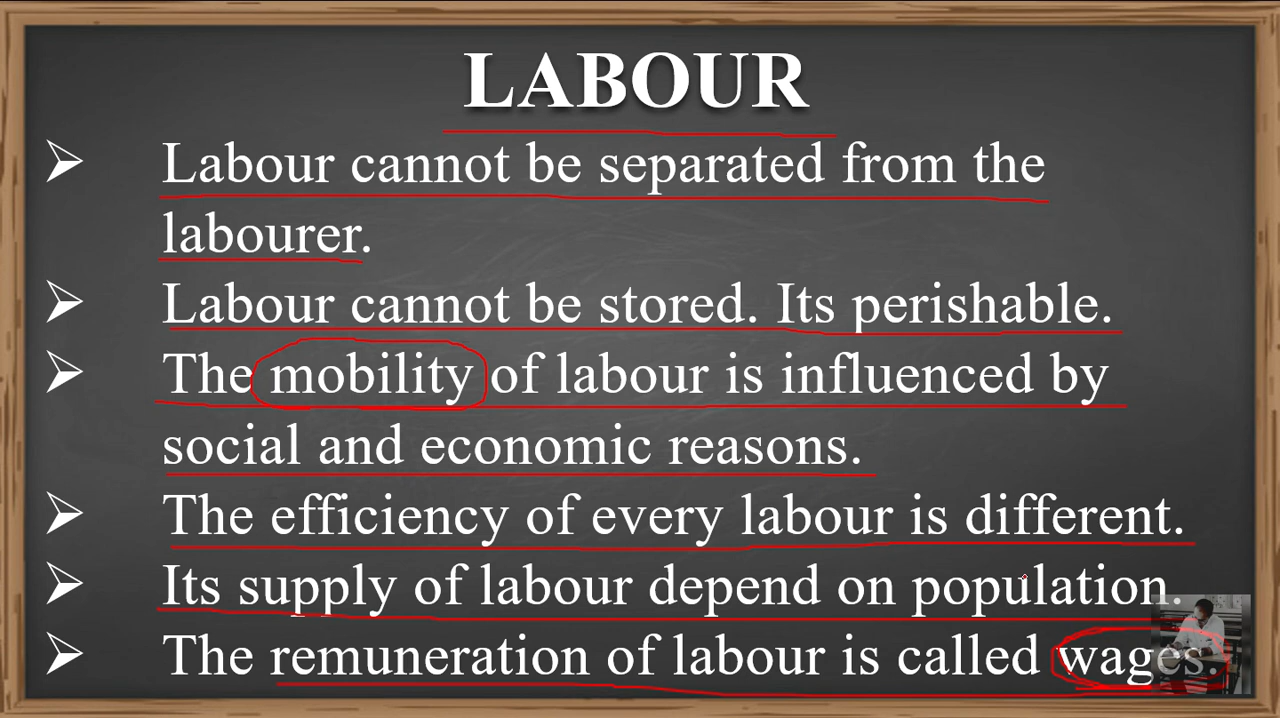 LABOUR
➢ Labour cannot be separated from the
labourer.
➢ Labour cannot be stored. Its perishable.
➢ The mobility of labour is influenced by
social and economic reasons.
➢ The efficiency of every labour is different.
➢ Its supply of labour depend on population.
➢ The remuneration of labour is called wages.